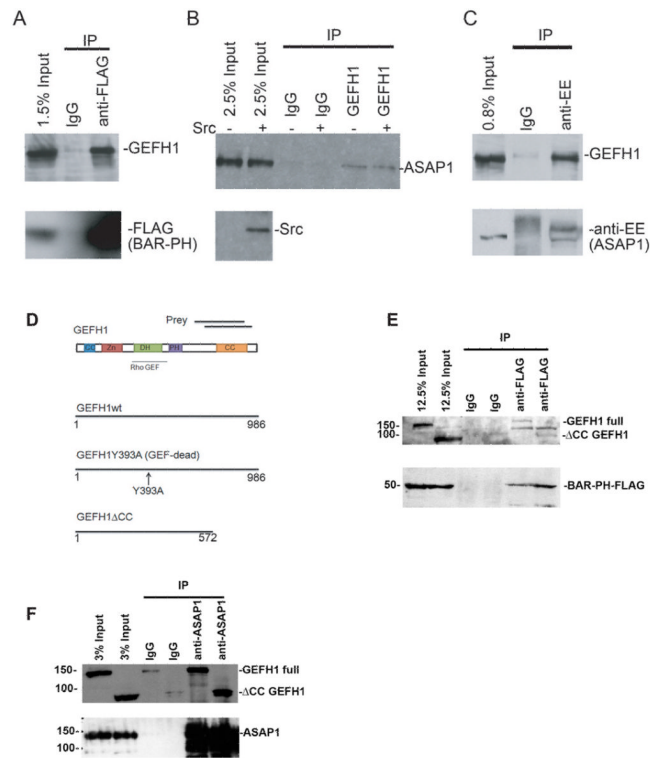 A
IP
1.5% Input
IgG
anti-FLAG
-GEFH1
-FLAG
(BAR-PH)
B
IP
2.5% Input
2.5% Input
IgG
IgG
GEFH1
GEFH1
Src - + - + - +
-ASAP1
-Src
C
IP
0.8% Input
IgG
anti-EE
-GEFH1
-anti-EE
(ASAP1)
D
Prey
GEFH1
ZH DH PH CC
Rho GEF
GEFH1wt
1 986
GEFH1Y393A (GEF-dead)
1 986
Y393A
GEFH1ΔCC
1 572
E
IP
12.5% Input
12.5% Input
IgG
IgG
anti-FLAG
anti-FLAG
150-
100-
-GEFH1 full
-ΔCC GEFH1
50-
-BAR-PH-FLAG
F
IP
3% Input
3% Input
IgG
IgG
anti-ASAP1
anti-ASAP1
150-
100-
-GEFH1 full
-ΔCC GEFH1
150-
100-
-ASAP1